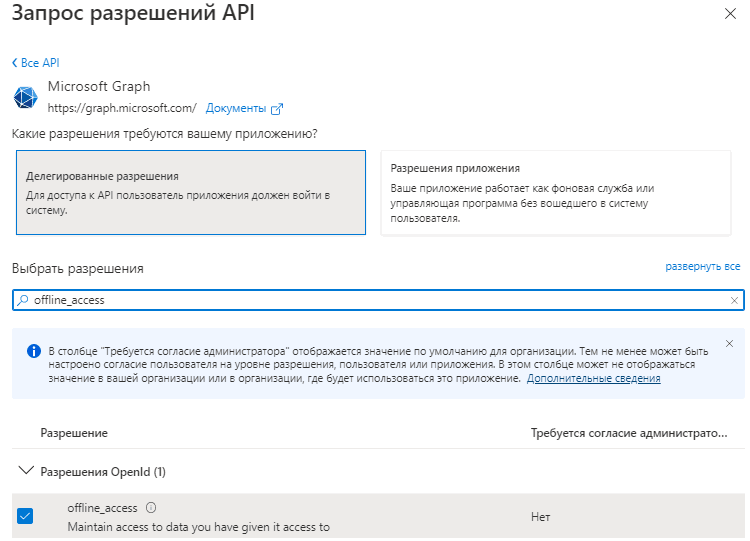 Запрос разрешений API
Все API
Microsoft Graph
https://graph.microsoft.com/ Документы
Какие разрешения требуются вашему приложению?
Делегированные разрешения
Для доступа к API пользователь приложения должен войти в
систему.
Разрешения приложения
Ваше приложение работает как фоновая служба или
управляющая программа без вошедшего в систему
пользователя.
Выбрать разрешения
развернуть все
offline_access
В столбце "Требуется согласие администратора" отображается значение по умолчанию для организации. Тем не менее может быть
настроено согласие пользователя на уровне разрешения, пользователя или приложения. В этом столбце может не отображаться
значение в вашей организации или в организации, где будет использоваться это приложение. Дополнительные сведения
Разрешение
Требуется согласие администрато...
Разрешения OpenId (1)
offline_access
Maintain access to data you have given it access to
Нет